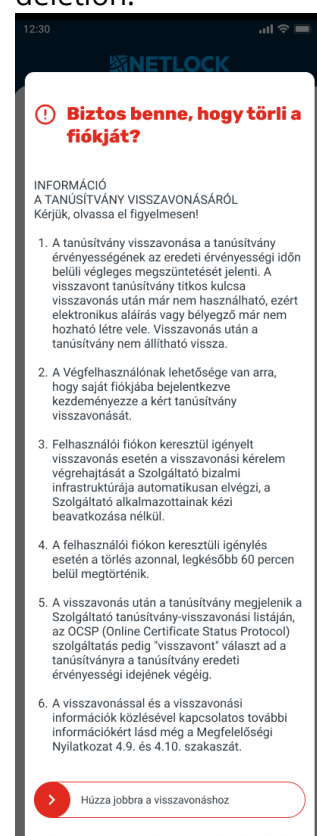 deletion.
12:30
NETLOCK
Biztos benne, hogy törli a
fiókját?
INFORMÁCIÓ
A TANÚSÍTVÁNY VISSZAVONÁSÁRÓL
Kérjük, olvassa el figyelmesen!
1. A tanúsítvány visszavonása a tanúsítvány
érvényességének az eredeti érvényességi időn
belüli végleges megszüntetését jelenti. A
visszavont tanúsítvány titkos kulcsa
visszavonás után már nem használható, ezért
elektronikus aláírás vagy bélyegző már nem
hozható létre vele. Visszavonás után a
tanúsítvány nem állítható vissza.
2. A Végfelhasználónak lehetősége van arra,
hogy saját fiókjába bejelentkezve
kezdeményezze a kért tanúsítvány
visszavonását.
3. Felhasználói fiókon keresztül igényelt
visszavonás esetén a visszavonási kérelem
végrehajtását a Szolgáltató bizalmi
infrastruktúrája automatikusan elvégzi, a
Szolgáltató alkalmazottainak kézi
beavatkozása nélkül.
4. A felhasználói fiókon keresztüli igénylés
esetén a törlés azonnal, legkésőbb 60 percen
belül megtörténik.
5. A visszavonás után a tanúsítvány megjelenik a
Szolgáltató tanúsítvány-visszavonási listáján,
az OCSP (Online Certificate Status Protocol)
szolgáltatás pedig "visszavont" választ ad a
tanúsítványra a tanúsítvány eredeti
érvényességi idejének végéig.
6. A visszavonással és a visszavonási
információk közlésével kapcsolatos további
információkért lásd még a Megfelelőségi
Nyilatkozat 4.9. és 4.10. szakaszát.
Húzza jobbra a visszavonáshoz